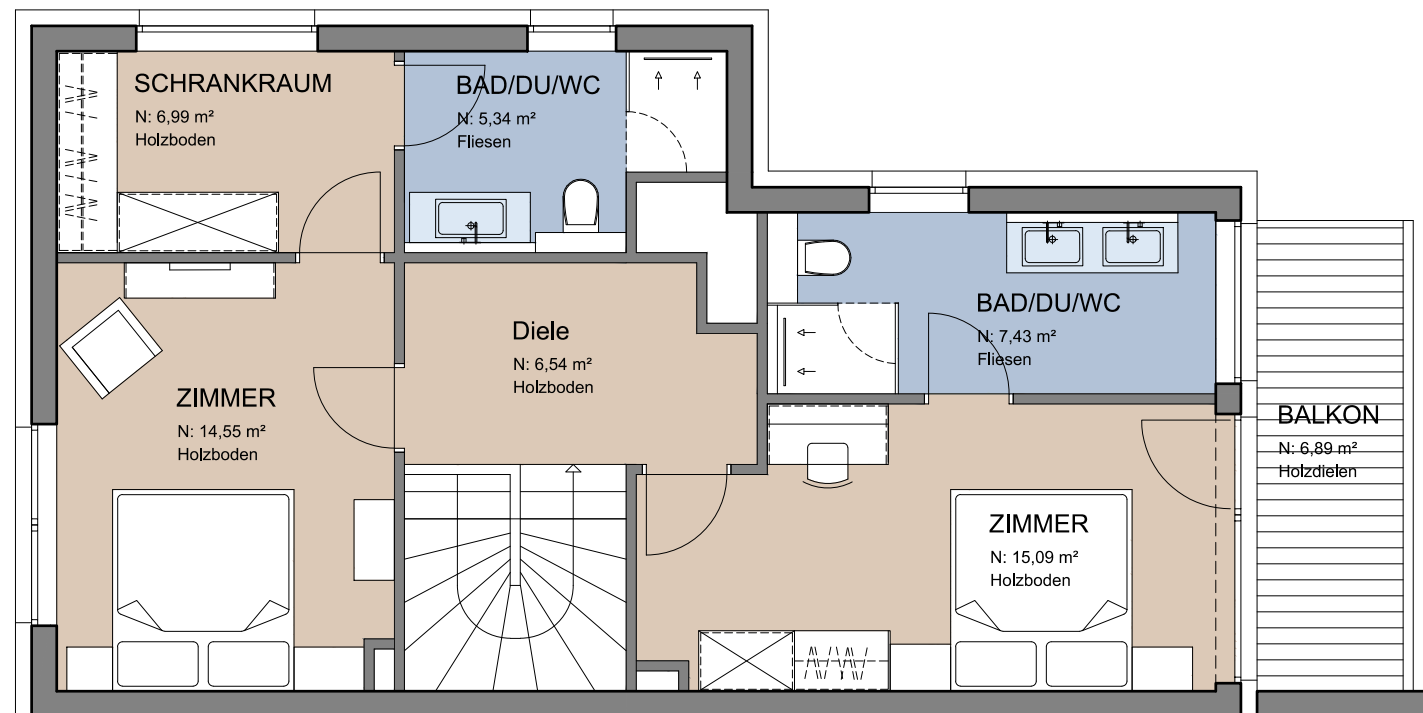 SCHRANKRAUM
N: 6,99 m²
Holzboden
BAD/DU/WC
N: 5,34 m²
Fliesen
Diele
N: 6,54 m²
Holzboden
BAD/DU/WC
N: 7,43 m²
Fliesen
ZIMMER
N: 14,55 m²
Holzboden
BALKON
N: 6,89 m²
Holzdielen
ZIMMER
N: 15,09 m²
Holzboden